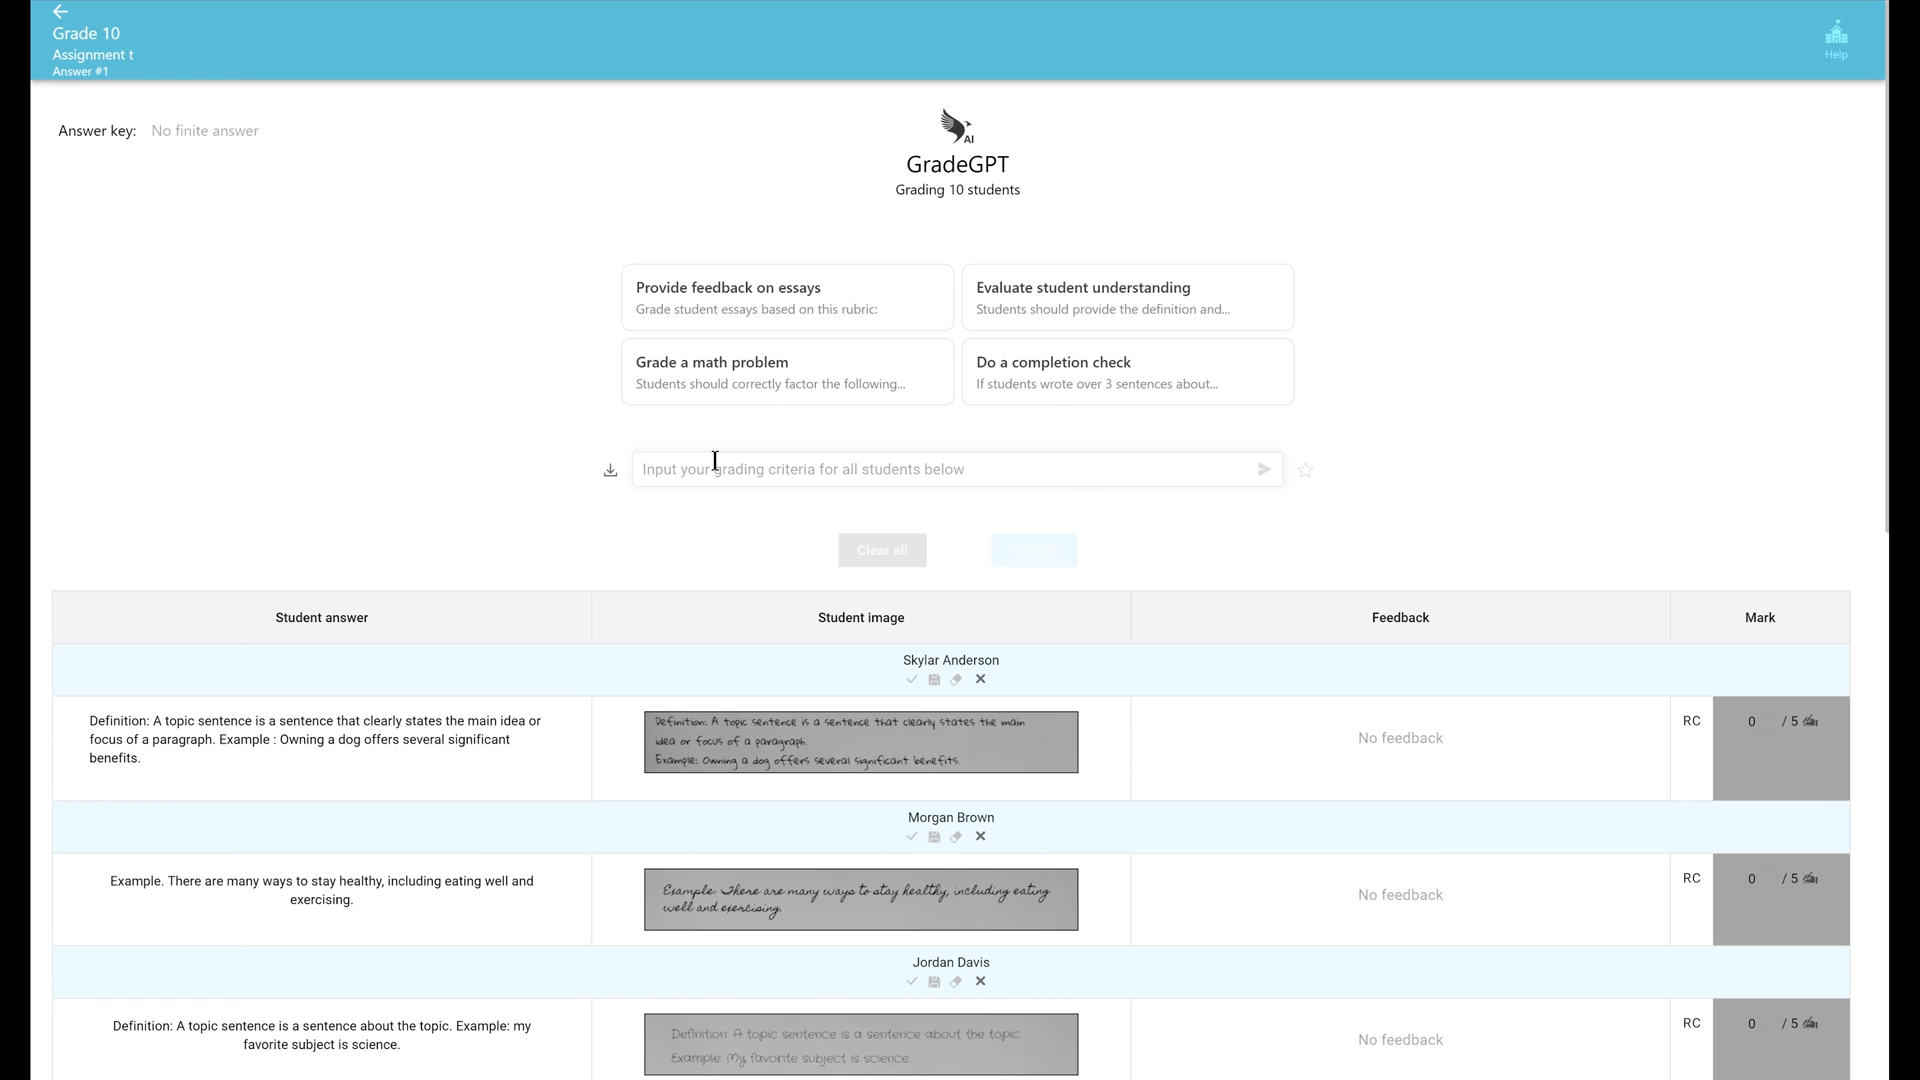 Grade 10
Assignment t
Answer #1
Help
Answer key: No finite answer
AI
GradeGPT
Grading 10 students
Provide feedback on essays
Grade student essays based on this rubric:
Evaluate student understanding
Students should provide the definition and...
Grade a math problem
Students should correctly factor the following...
Do a completion check
If students wrote over 3 sentences about...
Input your grading criteria for all students below
Clear all
Student answer
Student image
Feedback
Mark
Skylar Anderson
Definition: A topic sentence is a sentence that clearly states the main idea or
focus of a paragraph. Example : Owning a dog offers several significant
benefits.
Definition: A topic sentence is a sentence that clearly states the main
idea or focus of a paragraph.
Example: Owning a dog offers several significant benefits.
No feedback
RC
0 / 5
Morgan Brown
Example. There are many ways to stay healthy, including eating well and
exercising.
Example: There are many ways to stay healthy, including eating
well and exercising.
No feedback
RC
0 / 5
Jordan Davis
Definition: A topic sentence is a sentence about the topic. Example: my
favorite subject is science.
Definition: A topic sentence is a sentence about the topic
Example: My favorite subject is science
No feedback
RC
0 / 5